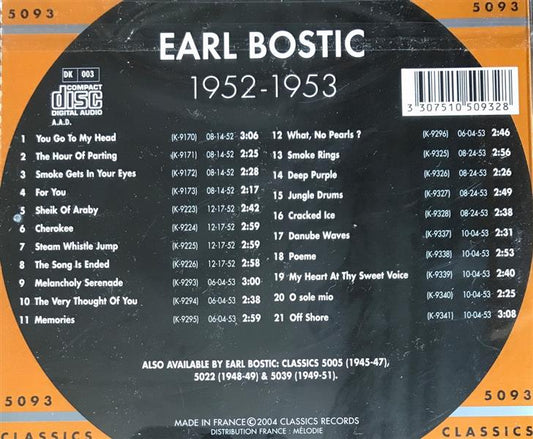 5093
5093
CLASSICS
CLASSICS
EARL BOSTIC
1952-1953
DK 003
COMPACT
disc
DIGITAL AUDIO
A.A.D.
3 307510 509328
1 You Go To My Head (K-9170) 08-14-52 3:06
2 The Hour Of Parting (K-9171) 08-14-52 2:25
3 Smoke Gets In Your Eyes (K-9172) 08-14-52 2:28
4 For You (K-9173) 08-14-52 2:17
5 Sheik Of Araby (K-9223) 12-17-52 2:42
6 Cherokee (K-9224) 12-17-52 2:59
7 Steam Whistle Jump (K-9225) 12-17-52 2:59
8 The Song Is Ended (K-9226) 12-17-52 2:58
9 Melancholy Serenade (K-9293) 06-04-53 3:00
10 The Very Thought Of You (K-9294) 06-04-53 2:38
11 Memories (K-9295) 06-04-53 2:59
12 What, No Pearls ? (K-9296) 06-04-53 2:46
13 Smoke Rings (K-9325) 08-24-53 2:56
14 Deep Purple (K-9326) 08-24-53 2:26
15 Jungle Drums (K-9327) 08-24-53 2:49
16 Cracked Ice (K-9328) 08-24-53 2:38
17 Danube Waves (K-9337) 10-04-53 2:31
18 Poeme (K-9338) 10-04-53 2:53
19 My Heart At Thy Sweet Voice (K-9339) 10-04-53 2:40
20 O sole mio (K-9340) 10-04-53 2:25
21 Off Shore (K-9341) 10-04-53 3:08
ALSO AVAILABLE BY EARL BOSTIC: CLASSICS 5005 (1945-47),
5022 (1948-49) & 5039 (1949-51).
5093
5093
MADE IN FRANCE ©2004 CLASSICS RECORDS
DISTRIBUTION FRANCE : MÉLODIE
CLASSICS
CLASSICS